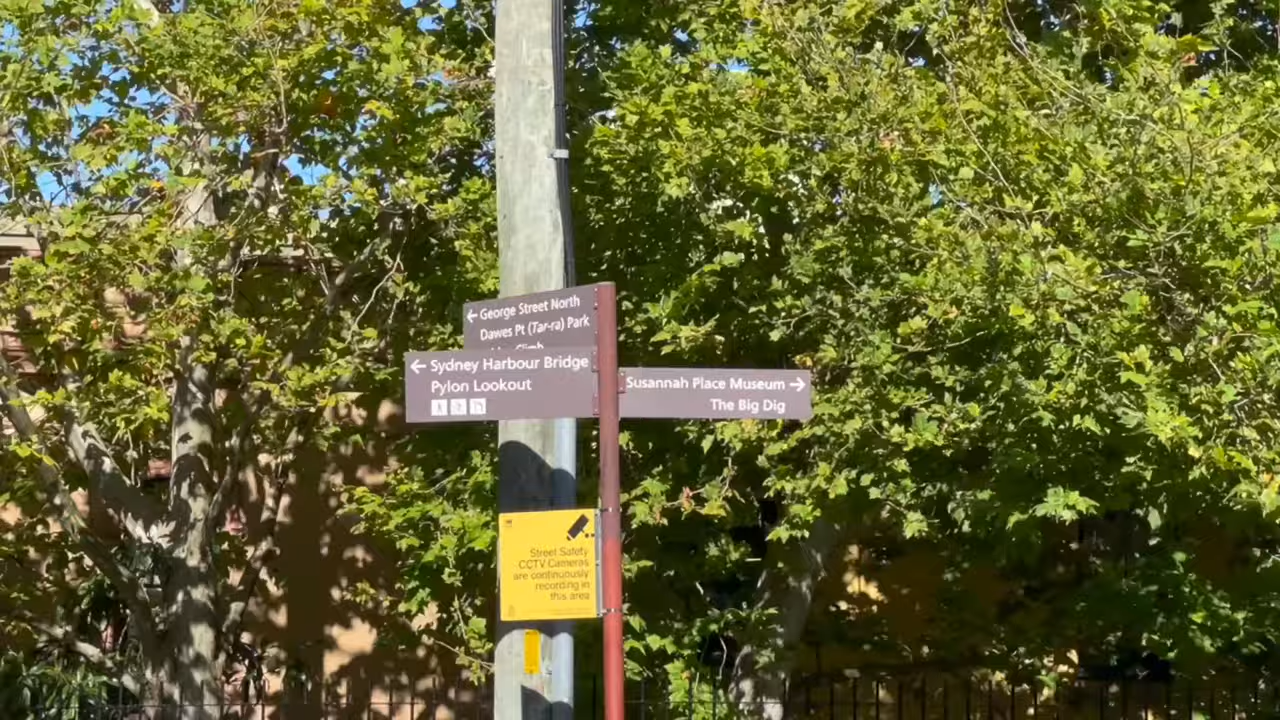 ← George Street North
Dawes Pt (Tar-ra) Park
Climb
← Sydney Harbour Bridge
Pylon Lookout
Susannah Place Museum →
The Big Dig
Street Safety
CCTV Cameras
are continuously
recording in
this area